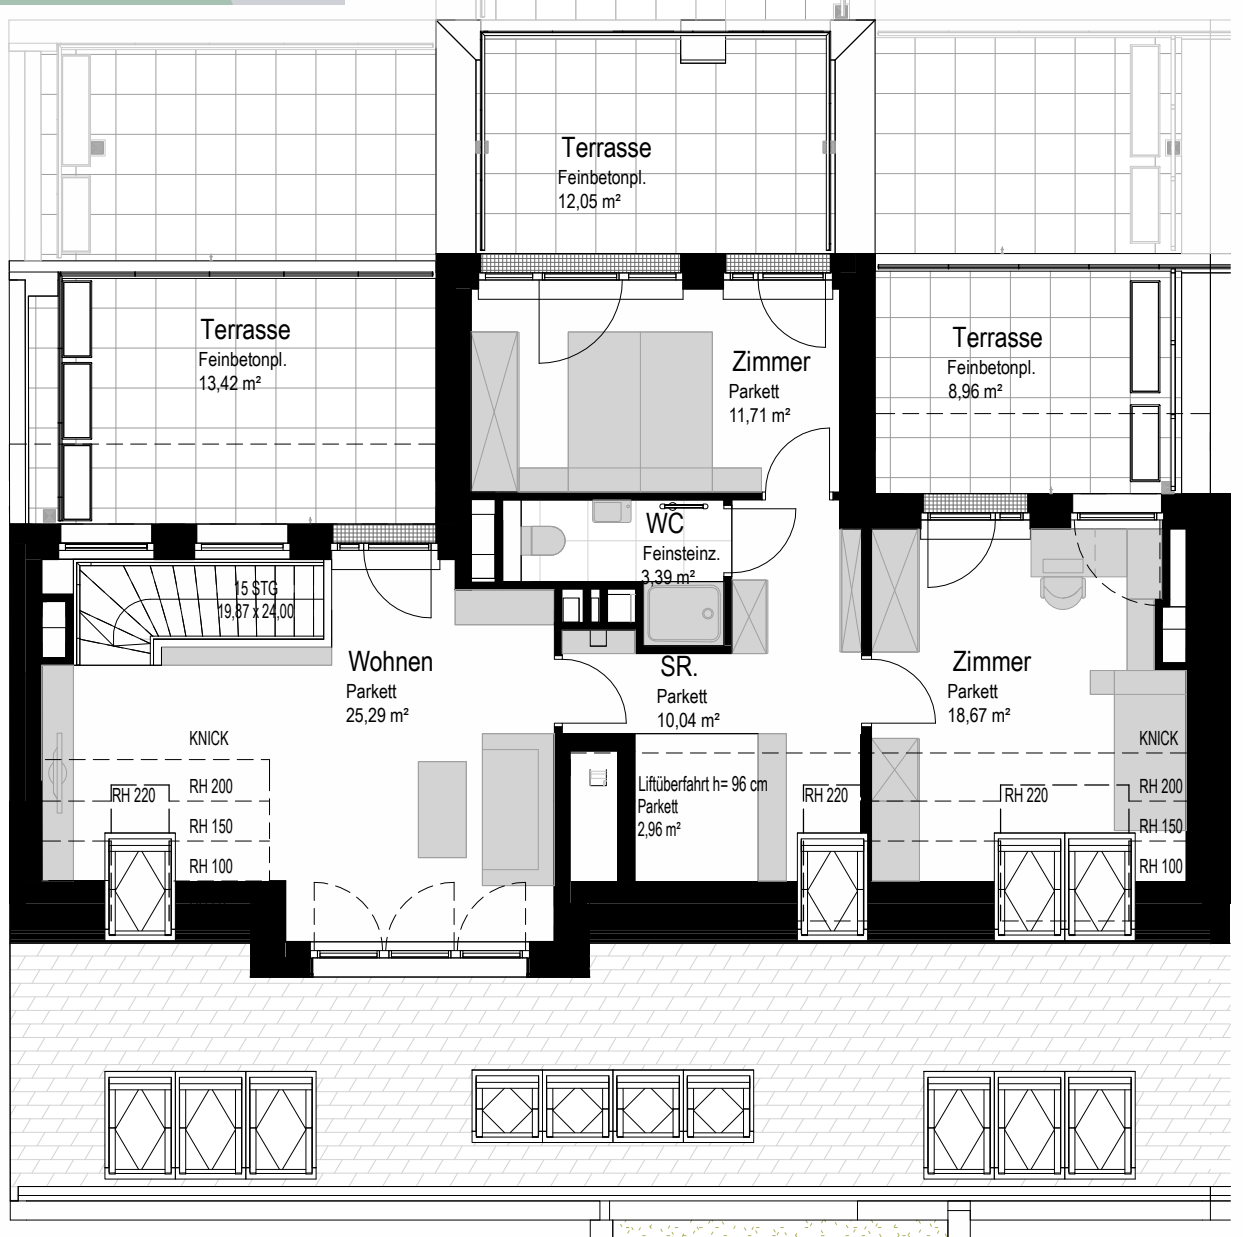 Terrasse
Feinbetonpl.
12,05 m²
Terrasse
Feinbetonpl.
13,42 m²
Terrasse
Feinbetonpl.
8,96 m²
Zimmer
Parkett
11,71 m²
WC
Feinsteinz.
3,39 m²
15 STG
19,87 x 24,00
Wohnen
Parkett
25,29 m²
SR.
Parkett
10,04 m²
Zimmer
Parkett
18,67 m²
KNICK
RH 200
RH 220
RH 150
RH 100
Liftüberfahrt h= 96 cm
Parkett
2,96 m²
RH 220
RH 220
KNICK
RH 200
RH 150
RH 100